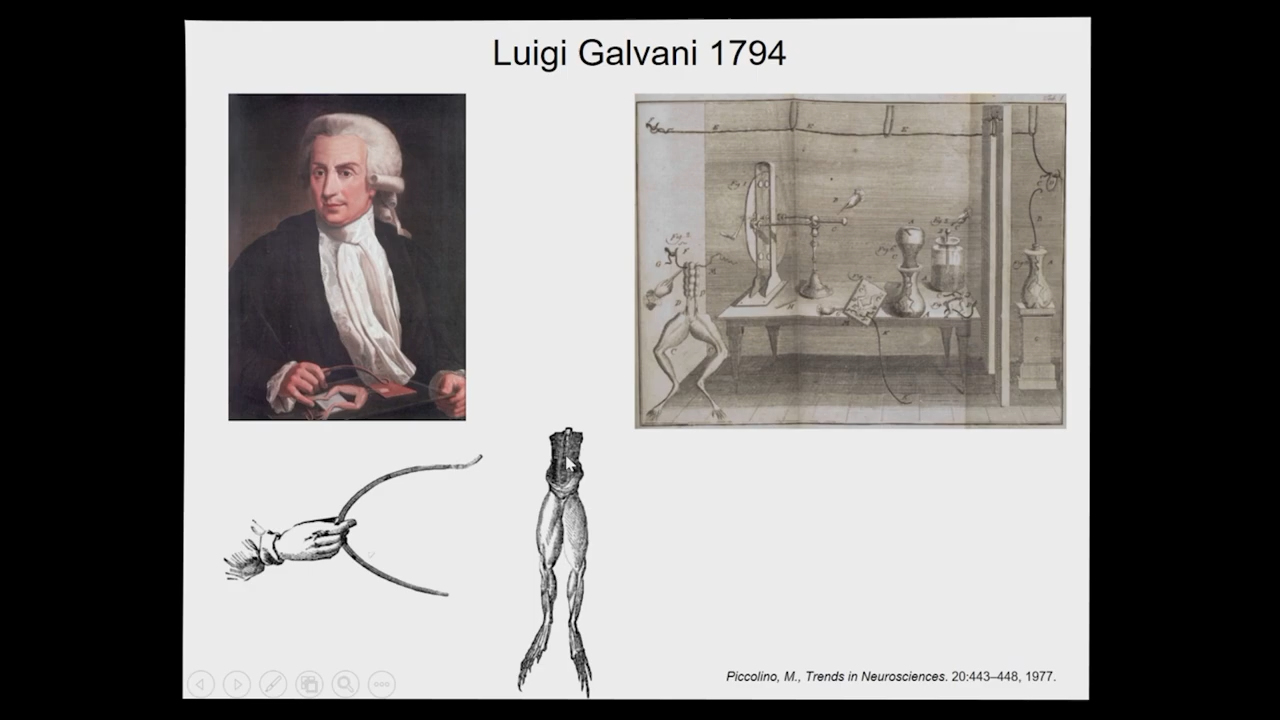 Luigi Galvani 1794
Piccolino, M., Trends in Neurosciences. 20:443–448, 1977.